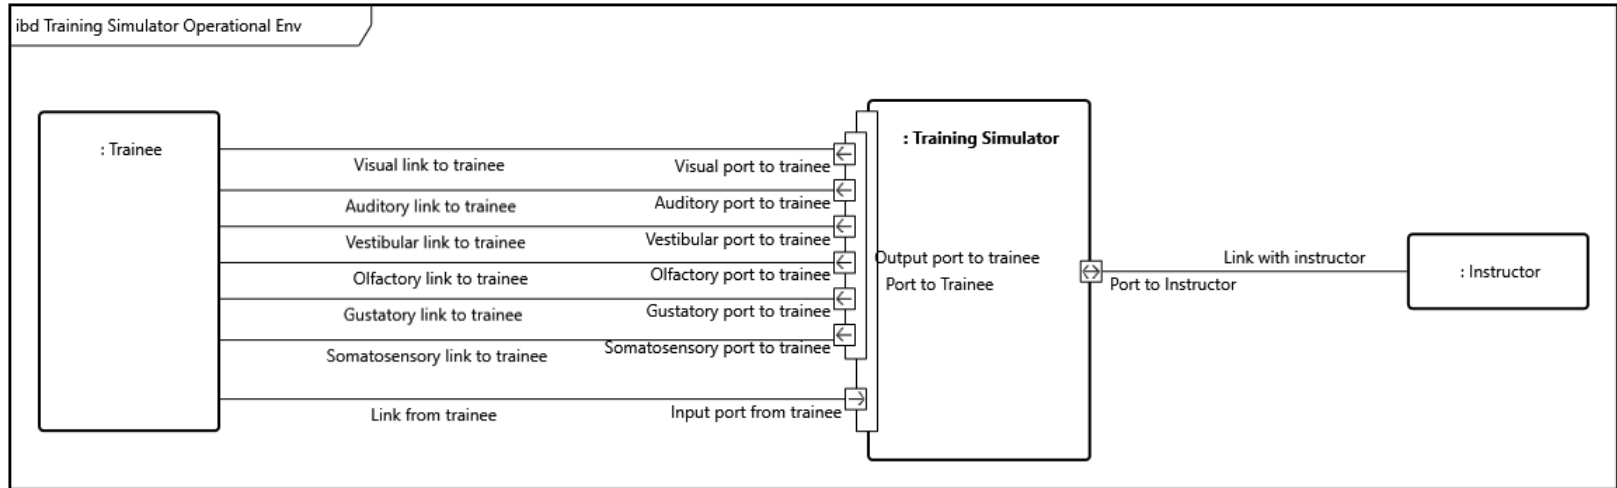 ibd Training Simulator Operational Env
: Trainee
: Training Simulator
Visual link to trainee
Visual port to trainee
Auditory link to trainee
Auditory port to trainee
Vestibular link to trainee
Vestibular port to trainee
Output port to trainee
Link with instructor
Olfactory link to trainee
Olfactory port to trainee
Port to Trainee
Port to Instructor
: Instructor
Gustatory link to trainee
Gustatory port to trainee
Somatosensory link to trainee
Somatosensory port to trainee
Link from trainee
Input port from trainee